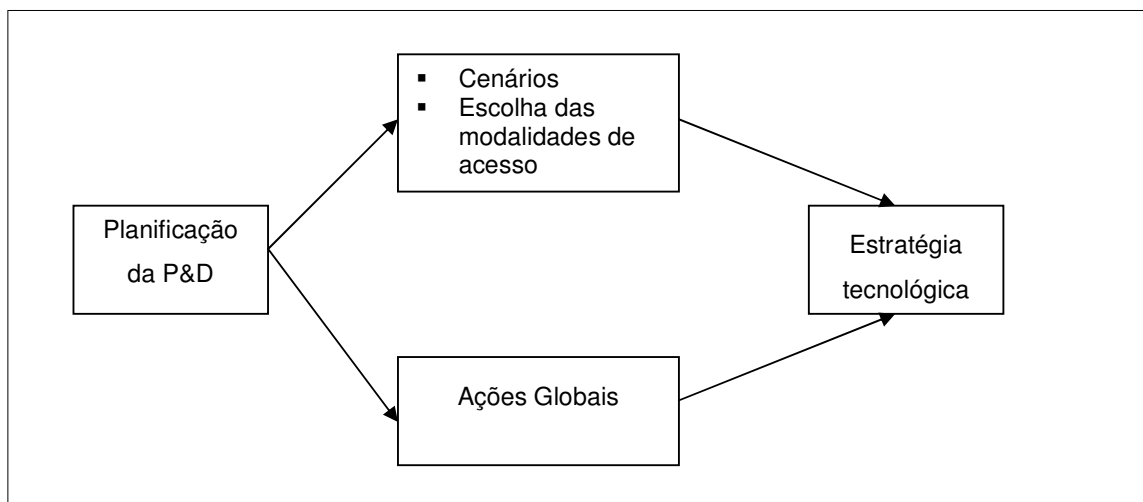 ▪ Cenários
▪ Escolha das
modalidades de
acesso
Planificação
da P&D
Estratégia
tecnológica
Ações Globais